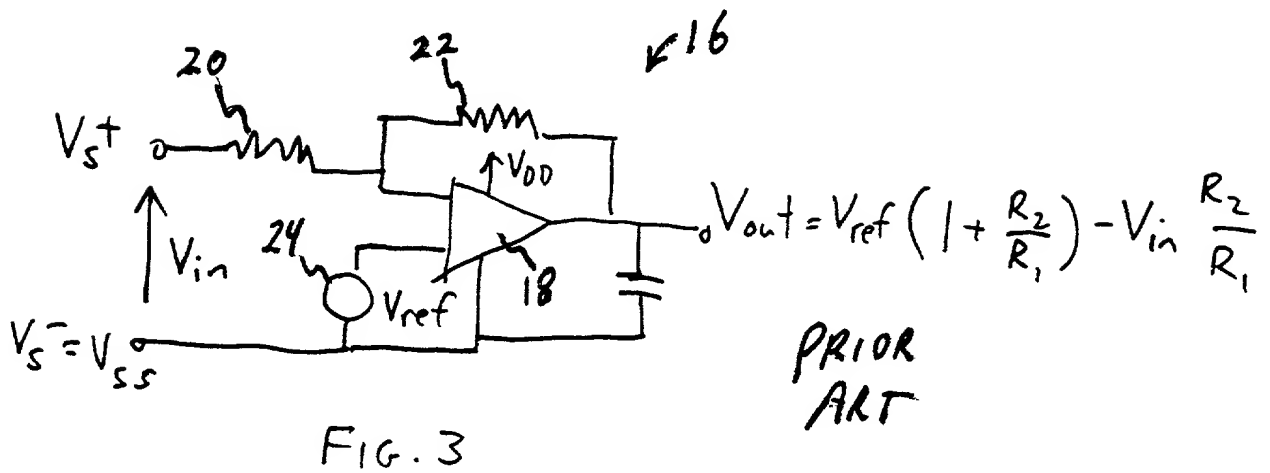 20
22
16
Vs+
VDD
Vin
24
Vref
18
Vout = Vref (1 + R2/R1) - Vin R2/R1
Vs- = Vss
PRIOR
ART
FIG. 3